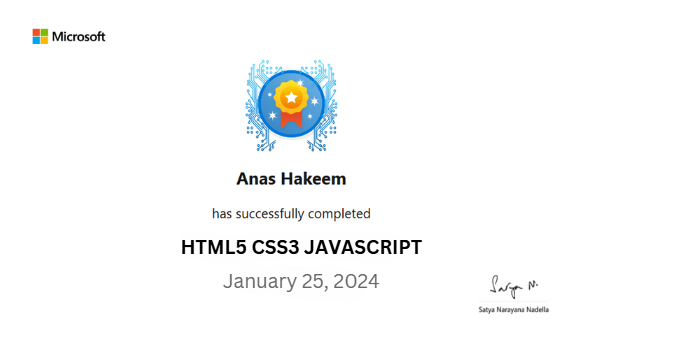 Microsoft
Anas Hakeem
has successfully completed
HTML5 CSS3 JAVASCRIPT
January 25, 2024
Satya N.
Satya Narayana Nadella